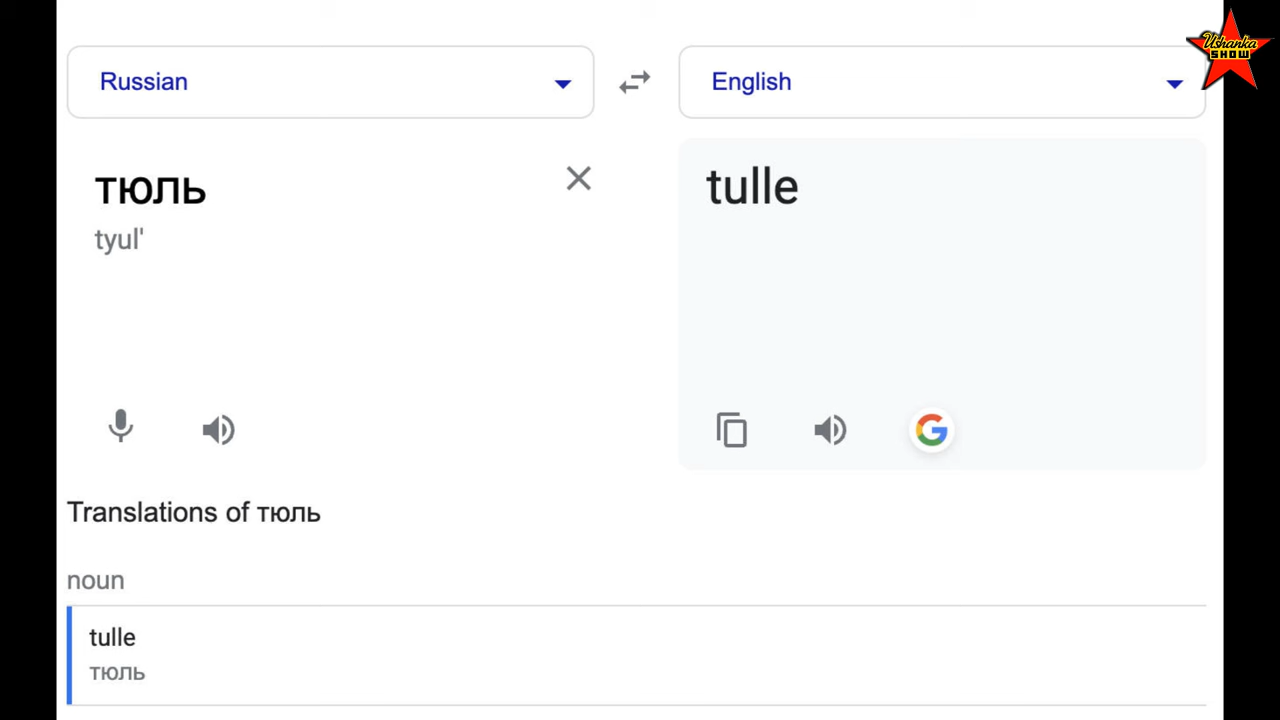 Ushanka
SHOW
Russian
English
тюль
tulle
tyul'
Translations of тюль
noun
tulle
тюль